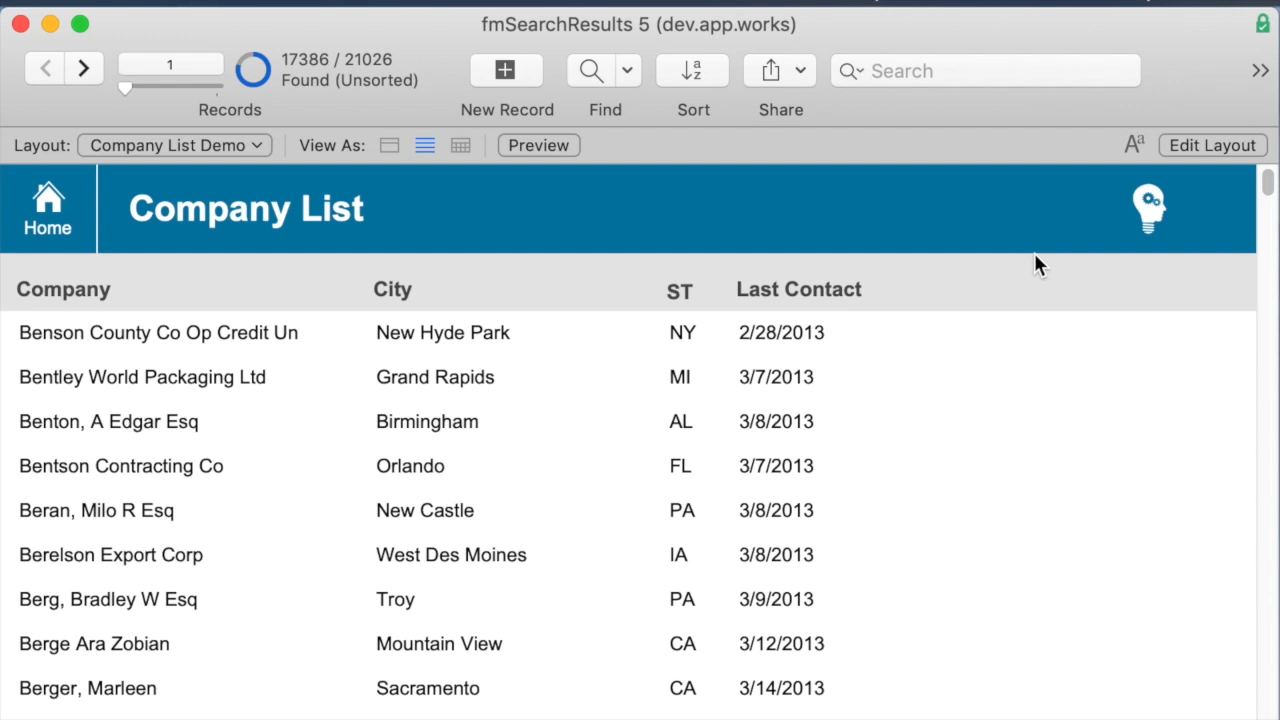 fmSearchResults 5 (dev.app.works)
1
17386 / 21026
Found (Unsorted)
Search
Records
New Record
Find
Sort
Share
Layout: Company List Demo View As: Preview Aa Edit Layout
Home
Company List
Company City ST Last Contact
Benson County Co Op Credit Un New Hyde Park NY 2/28/2013
Bentley World Packaging Ltd Grand Rapids MI 3/7/2013
Benton, A Edgar Esq Birmingham AL 3/8/2013
Bentson Contracting Co Orlando FL 3/7/2013
Beran, Milo R Esq New Castle PA 3/8/2013
Berelson Export Corp West Des Moines IA 3/8/2013
Berg, Bradley W Esq Troy PA 3/9/2013
Berge Ara Zobian Mountain View CA 3/12/2013
Berger, Marleen Sacramento CA 3/14/2013